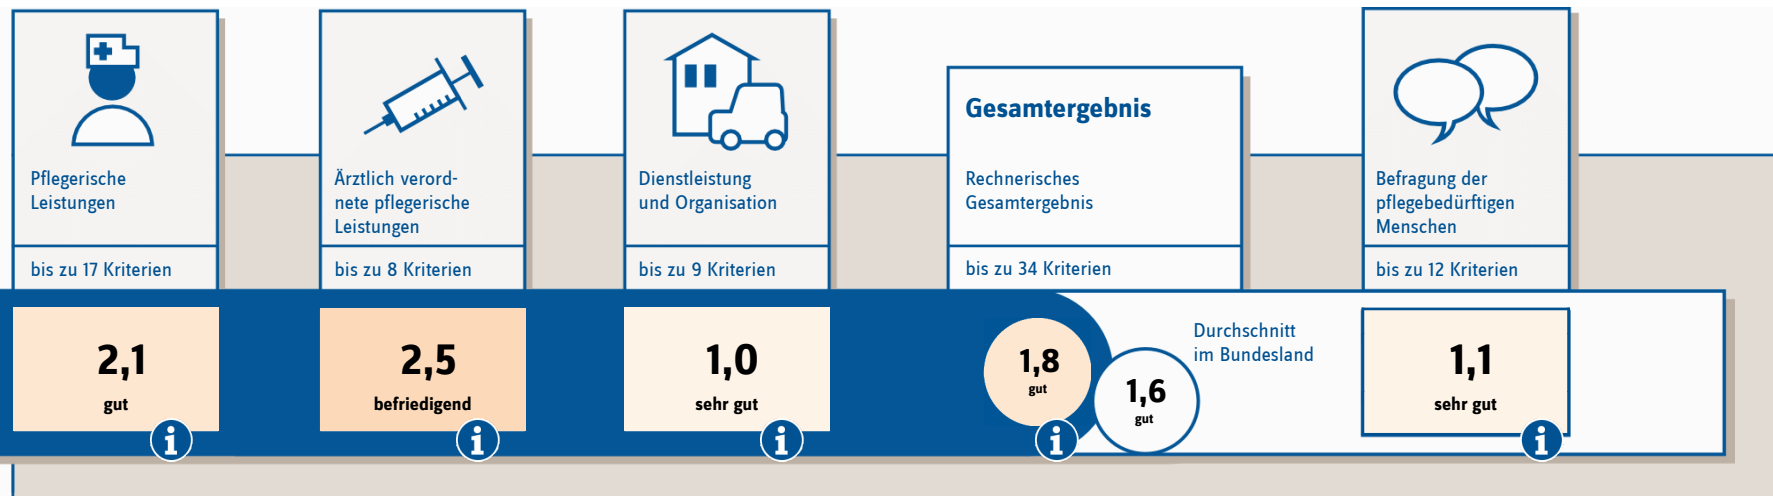 Pflegerische
Leistungen
bis zu 17 Kriterien
2,1
gut
i
Ärztlich verord-
nete pflegerische
Leistungen
bis zu 8 Kriterien
2,5
befriedigend
i
Dienstleistung
und Organisation
bis zu 9 Kriterien
1,0
sehr gut
i
Gesamtergebnis
Rechnerisches
Gesamtergebnis
bis zu 34 Kriterien
1,8
gut
i
1,6
gut
Durchschnitt
im Bundesland
Befragung der
pflegebedürftigen
Menschen
bis zu 12 Kriterien
1,1
sehr gut
i